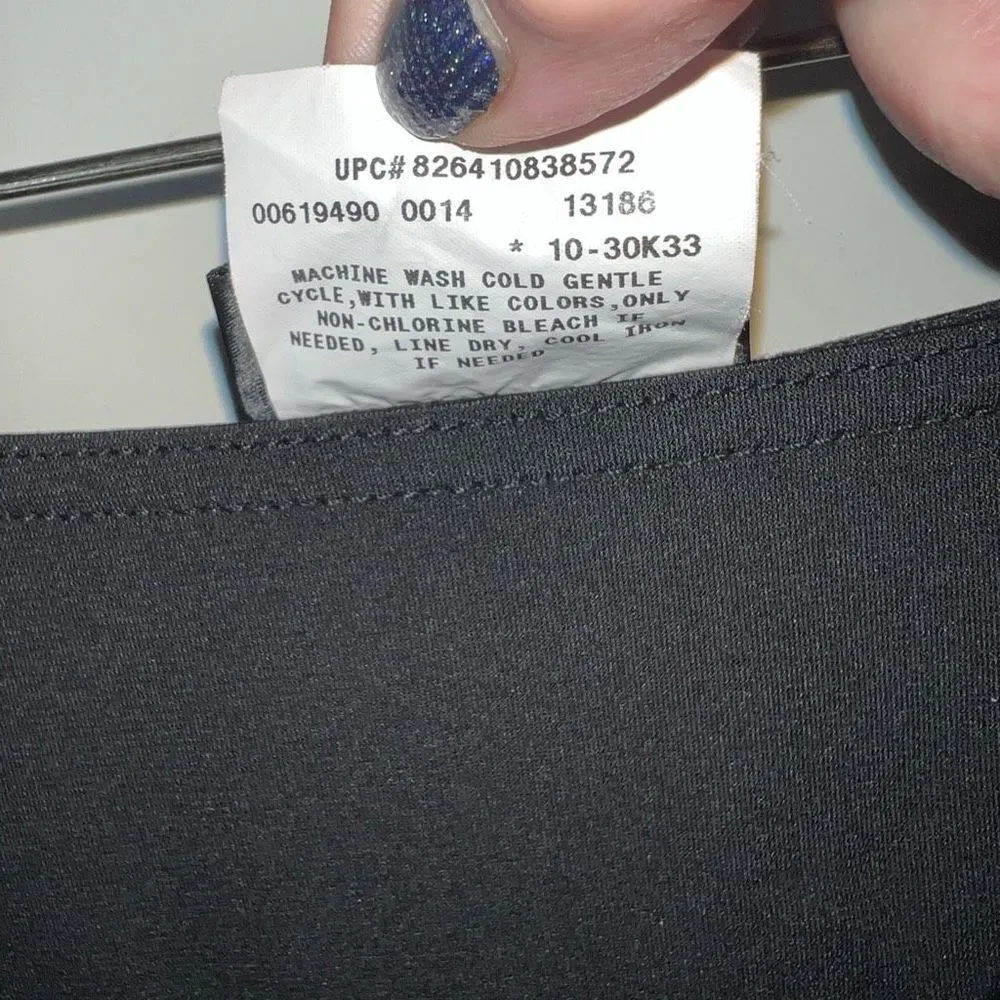 UPC# 826410838572
00619490 0014 13186
* 10-30K33
MACHINE WASH COLD GENTLE
CYCLE,WITH LIKE COLORS,ONLY
NON-CHLORINE BLEACH IF
NEEDED, LINE DRY, COOL IRON
IF NEEDED